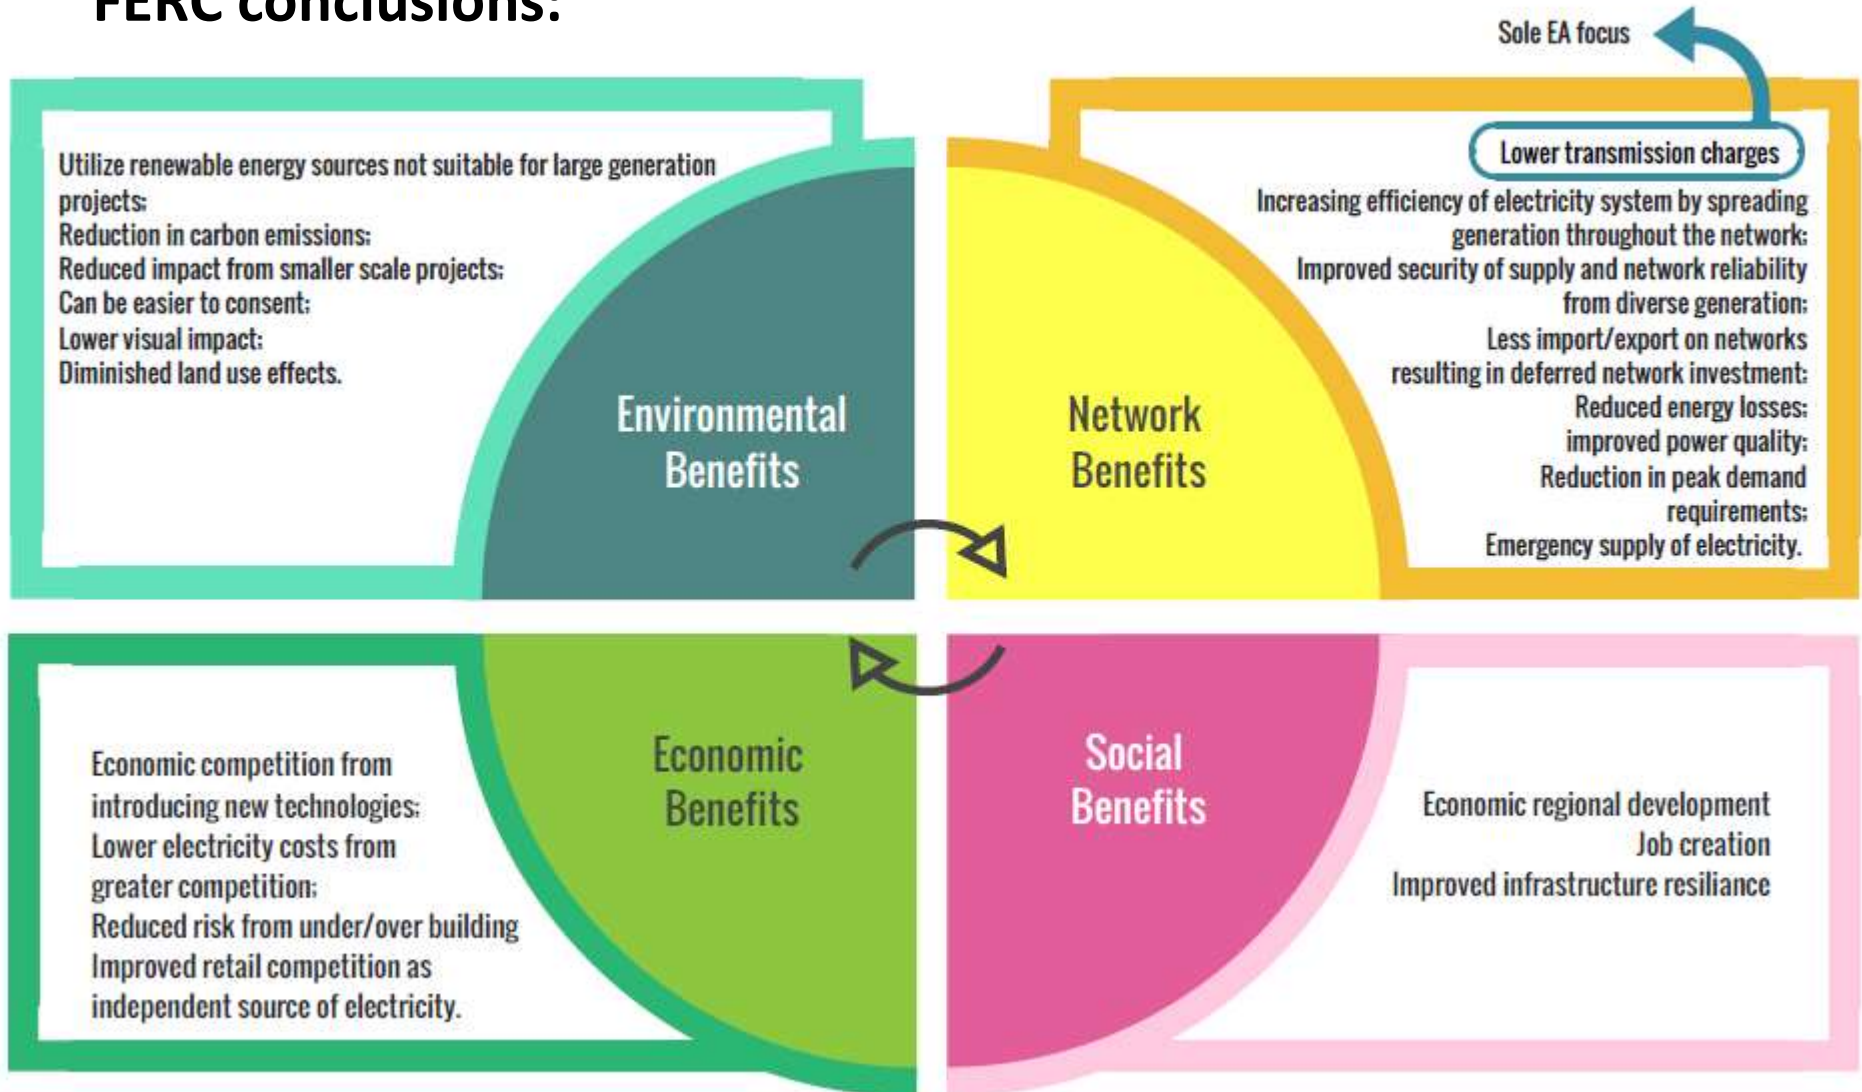 FERC conclusions:
Sole EA focus
Utilize renewable energy sources not suitable for large generation
projects;
Reduction in carbon emissions;
Reduced impact from smaller scale projects;
Can be easier to consent;
Lower visual impact;
Diminished land use effects.
Environmental
Benefits
Network
Benefits
Lower transmission charges
Increasing efficiency of electricity system by spreading
generation throughout the network;
Improved security of supply and network reliability
from diverse generation;
Less import/export on networks
resulting in deferred network investment;
Reduced energy losses;
improved power quality;
Reduction in peak demand
requirements;
Emergency supply of electricity.
Economic competition from
introducing new technologies;
Lower electricity costs from
greater competition;
Reduced risk from under/over building
Improved retail competition as
independent source of electricity.
Economic
Benefits
Social
Benefits
Economic regional development
Job creation
Improved infrastructure resiliance